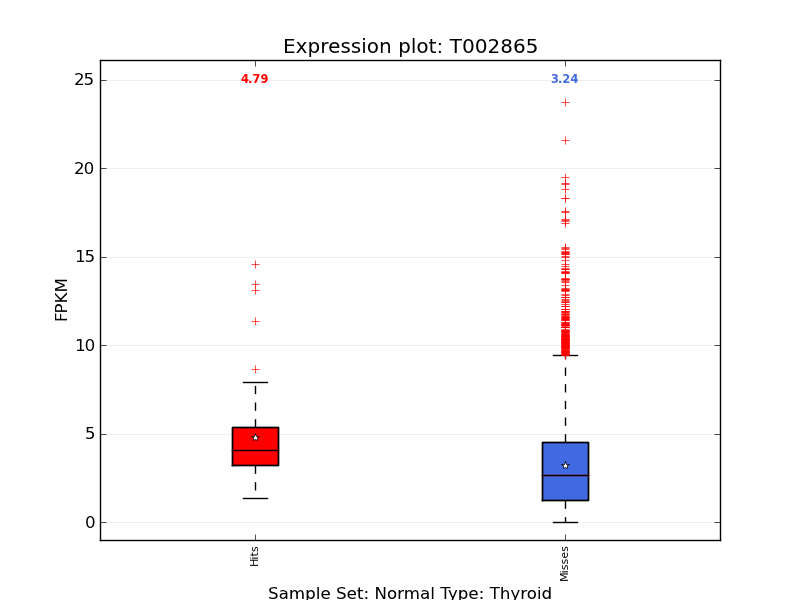 Expression plot: T002865
4.79
3.24
25
20
15
10
5
0
FPKM
Hits
Misses
Sample Set: Normal Type: Thyroid